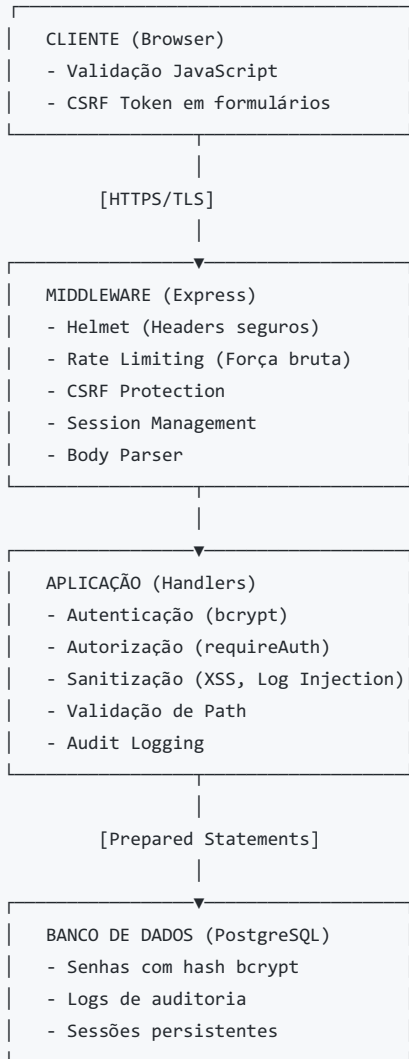 CLIENTE (Browser)
- Validação JavaScript
- CSRF Token em formulários
[HTTPS/TLS]
MIDDLEWARE (Express)
- Helmet (Headers seguros)
- Rate Limiting (Força bruta)
- CSRF Protection
- Session Management
- Body Parser
APLICAÇÃO (Handlers)
- Autenticação (bcrypt)
- Autorização (requireAuth)
- Sanitização (XSS, Log Injection)
- Validação de Path
- Audit Logging
[Prepared Statements]
BANCO DE DADOS (PostgreSQL)
- Senhas com hash bcrypt
- Logs de auditoria
- Sessões persistentes